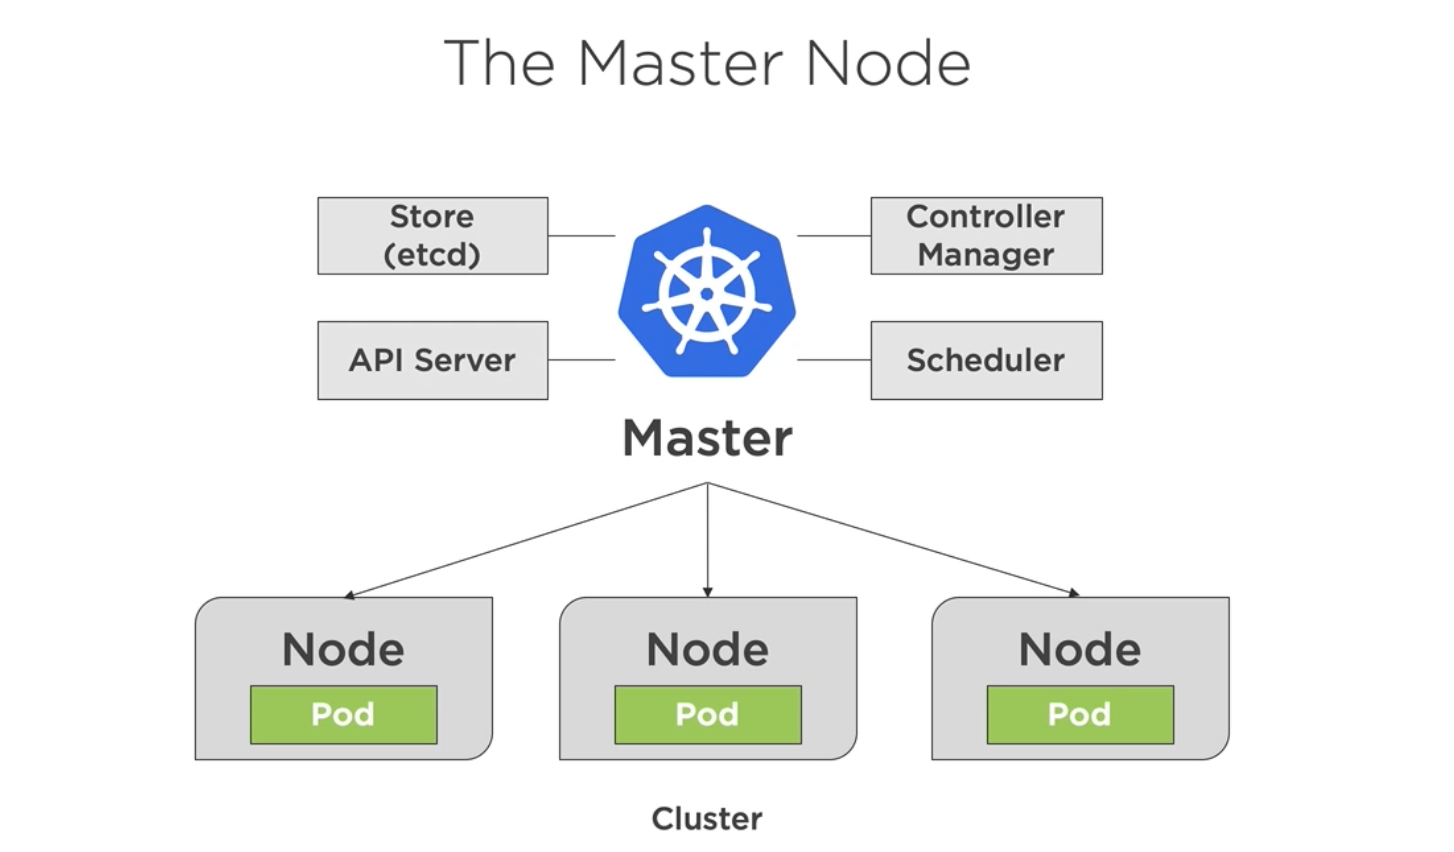 The Master Node
Store
(etcd)
Controller
Manager
API Server
Scheduler
Master
Node
Pod
Node
Pod
Node
Pod
Cluster